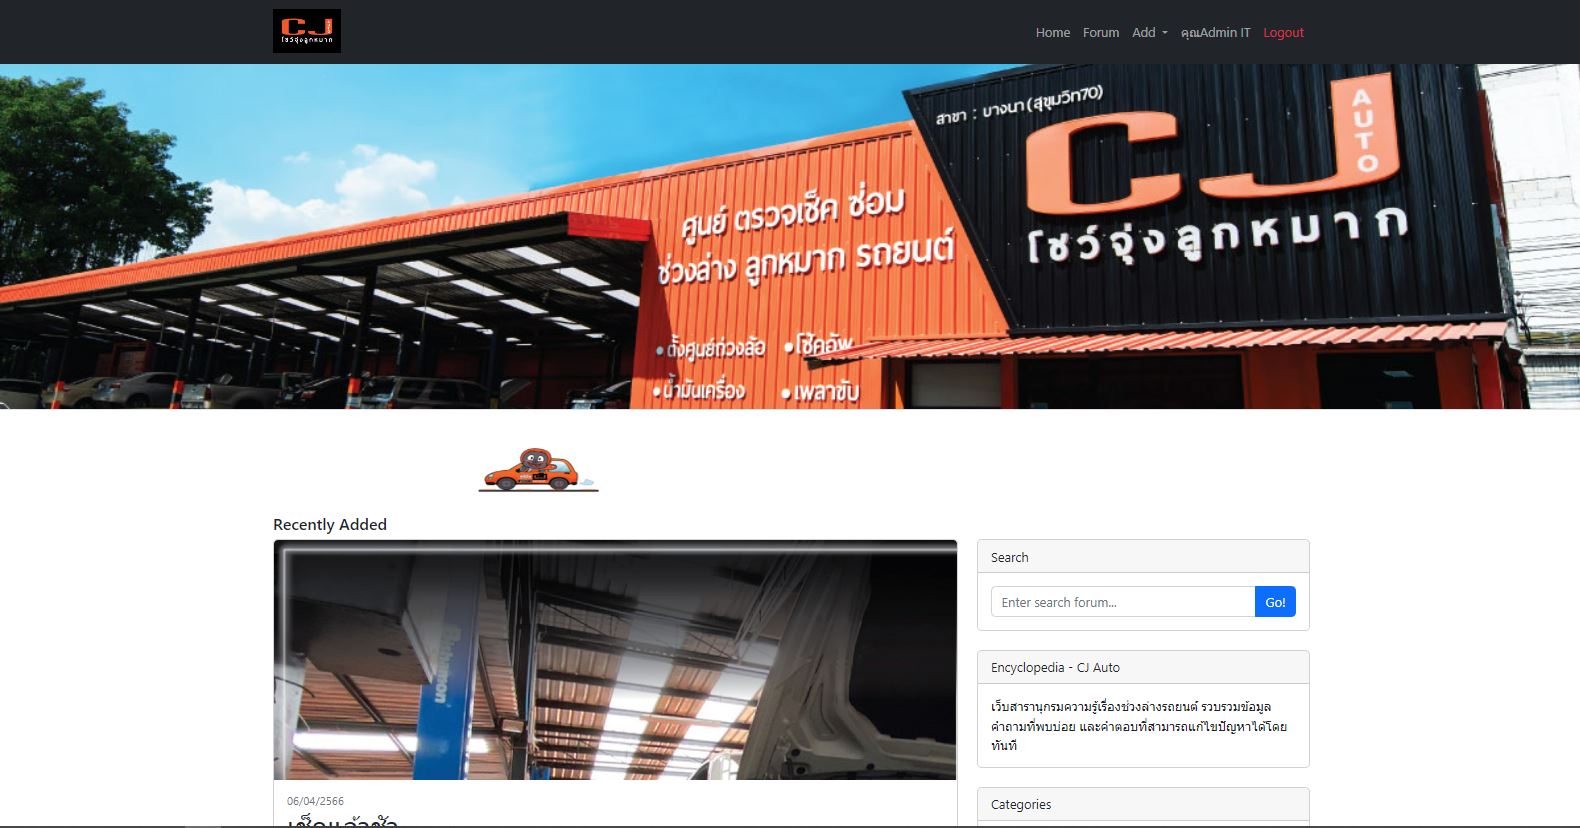 CJ
โชว์จุ่งลูกหมาก
Home Forum Add คุณAdmin IT Logout
สาขา : บางนา (สุขุมวิท70)
CJ
AUTO
โชว์จุ่งลูกหมาก
ศูนย์ ตรวจเช็ค ซ่อม
ช่วงล่าง ลูกหมาก รถยนต์
•ตั้งศูนย์ถ่วงล้อ •โช๊คอัพ
•น้ำมันเครื่อง •เพลาขับ
Recently Added
Search
Enter search forum... Go!
Encyclopedia - CJ Auto
เว็บสารานุกรมความรู้เรื่องช่วงล่างรถยนต์ รวบรวมข้อมูล
คำถามที่พบบ่อย และคำตอบที่สามารถแก้ไขปัญหาได้โดย
ทันที
06/04/2566
Categories